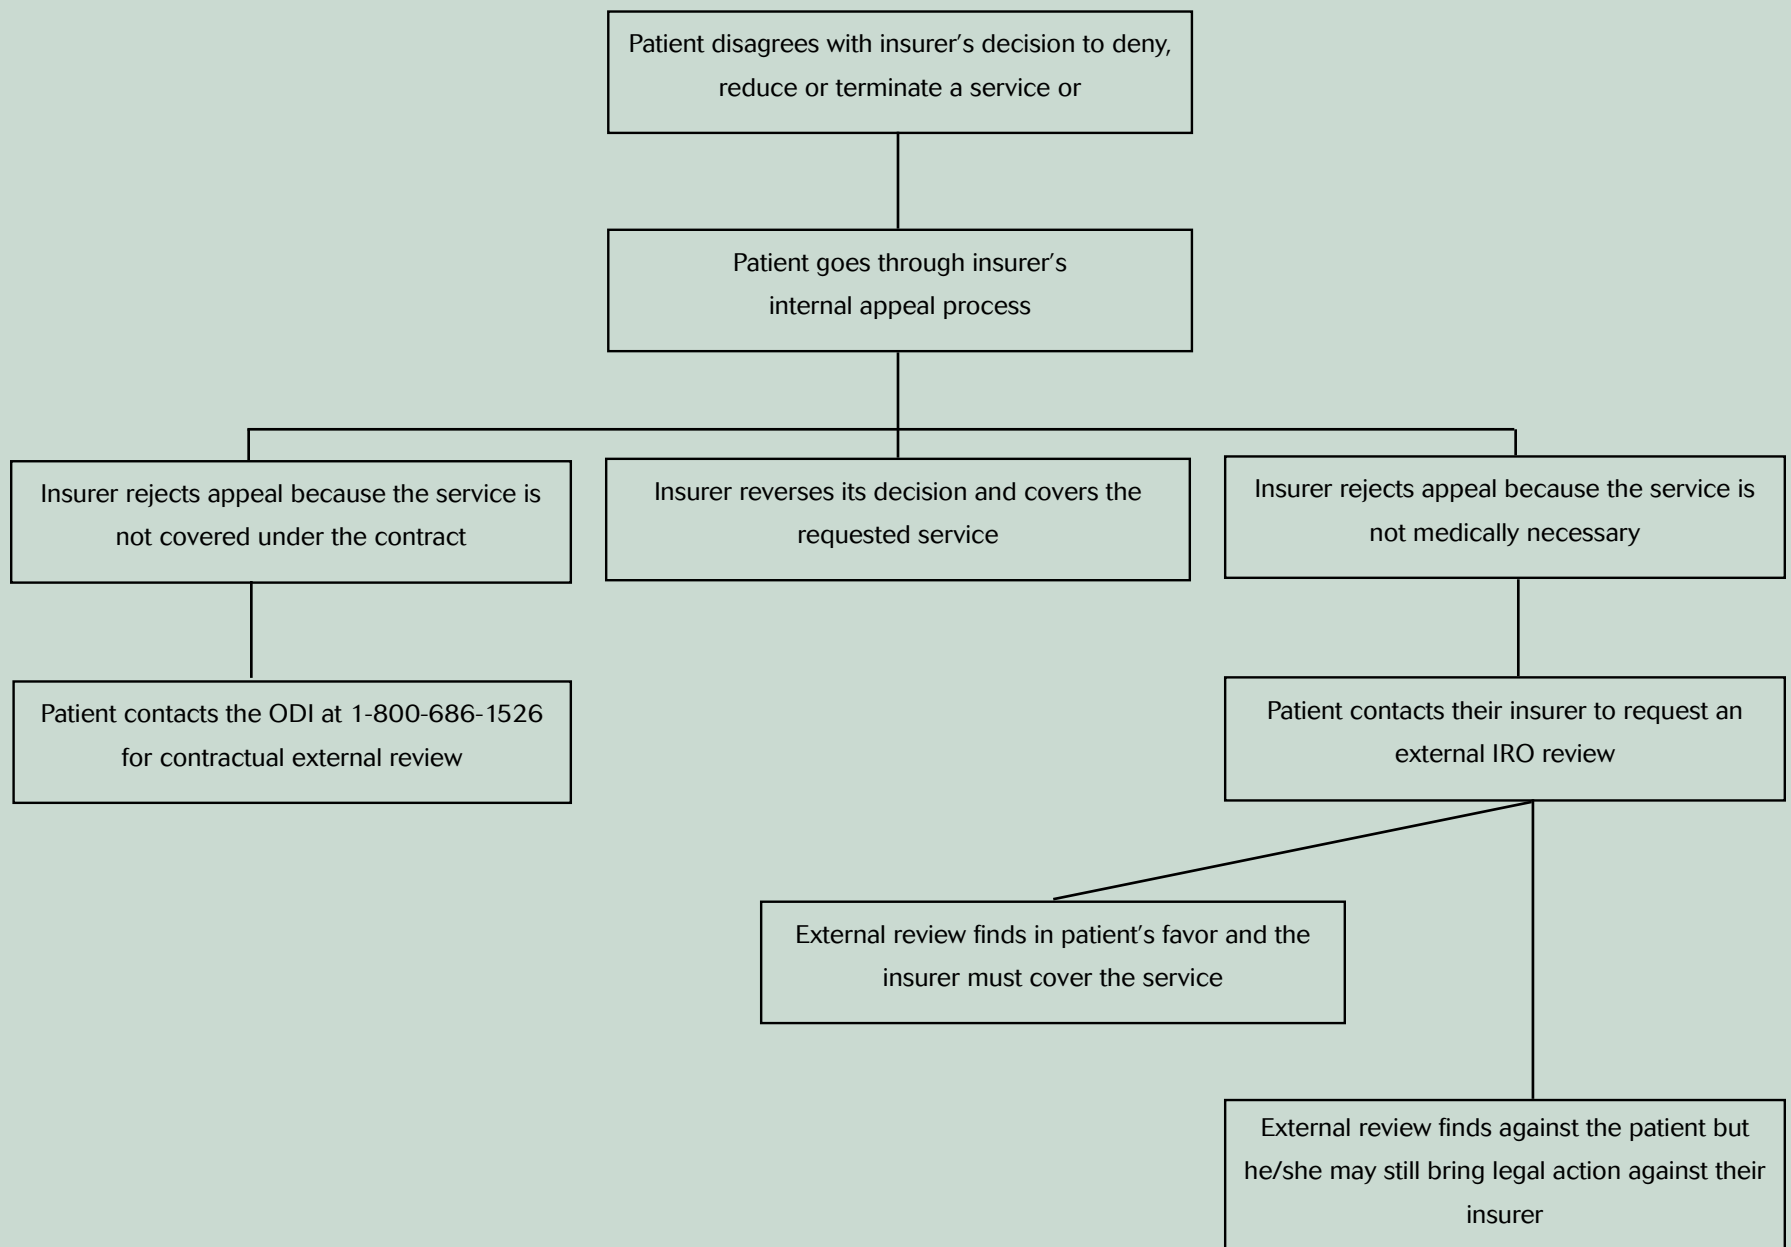 Patient disagrees with insurer’s decision to deny,
reduce or terminate a service or
Patient goes through insurer’s
internal appeal process
Insurer rejects appeal because the service is
not covered under the contract
Insurer reverses its decision and covers the
requested service
Insurer rejects appeal because the service is
not medically necessary
Patient contacts the ODI at 1-800-686-1526
for contractual external review
Patient contacts their insurer to request an
external IRO review
External review finds in patient’s favor and the
insurer must cover the service
External review finds against the patient but
he/she may still bring legal action against their
insurer